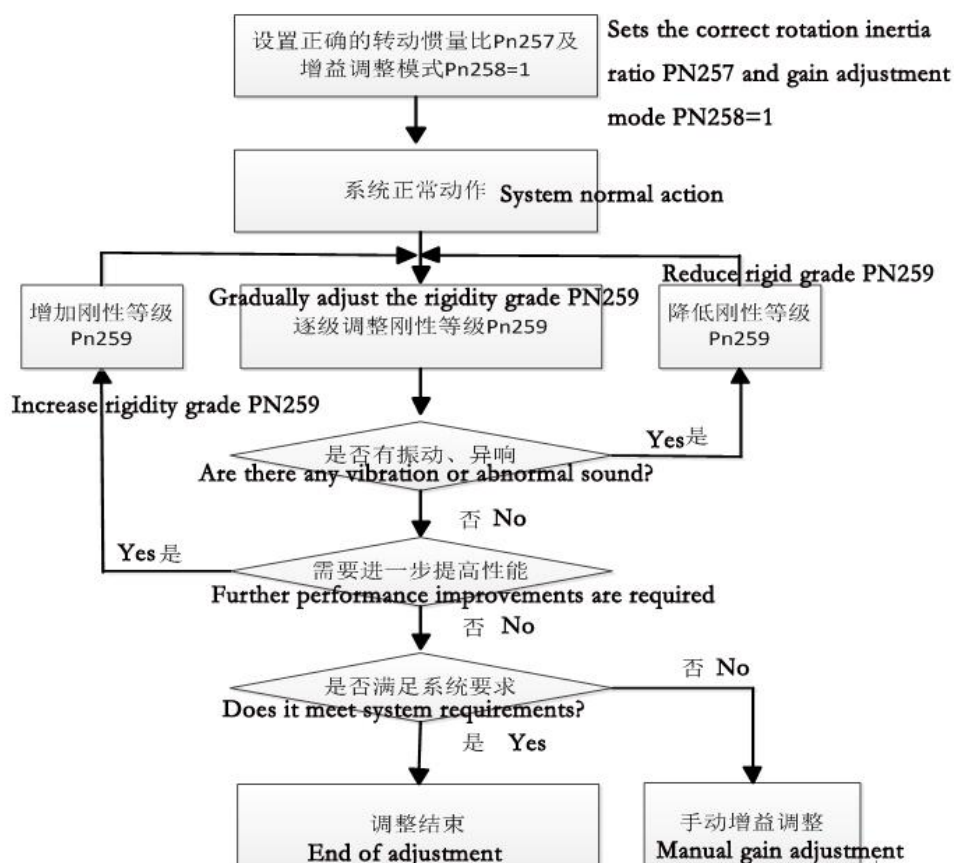 设置正确的转动惯量比Pn257及
增益调整模式Pn258=1
Sets the correct rotation inertia
ratio PN257 and gain adjustment
mode PN258=1
系统正常动作
System normal action
Reduce rigid grade PN259
增加刚性等级
Pn259
Gradually adjust the rigidity grade PN259
逐级调整刚性等级Pn259
降低刚性等级
Pn259
Increase rigidity grade PN259
是否有振动、异响
Yes是
Are there any vibration or abnormal sound?
否 No
Yes是
需要进一步提高性能
Further performance improvements are required
否 No
是否满足系统要求
否 No
Does it meet system requirements?
是 Yes
调整结束
End of adjustment
手动增益调整
Manual gain adjustment